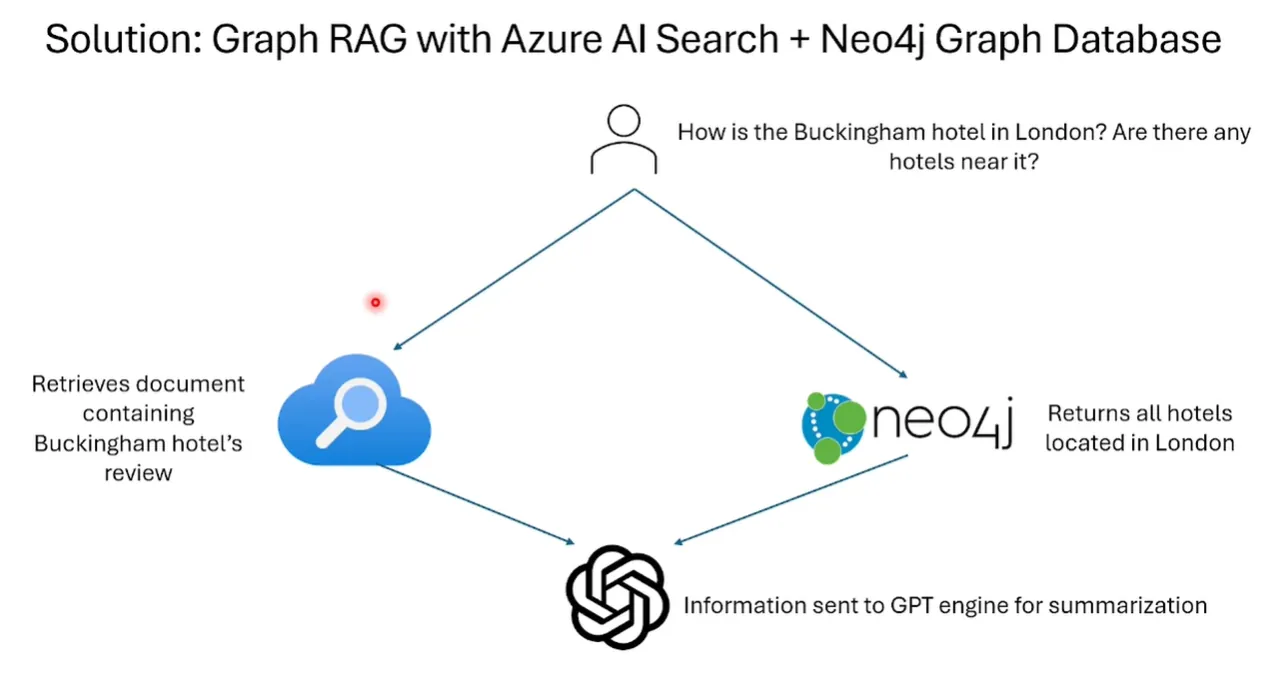 Solution: Graph RAG with Azure AI Search + Neo4j Graph Database
How is the Buckingham hotel in London? Are there any
hotels near it?
Retrieves document
containing
Buckingham hotel’s
review
neo4j
Returns all hotels
located in London
Information sent to GPT engine for summarization